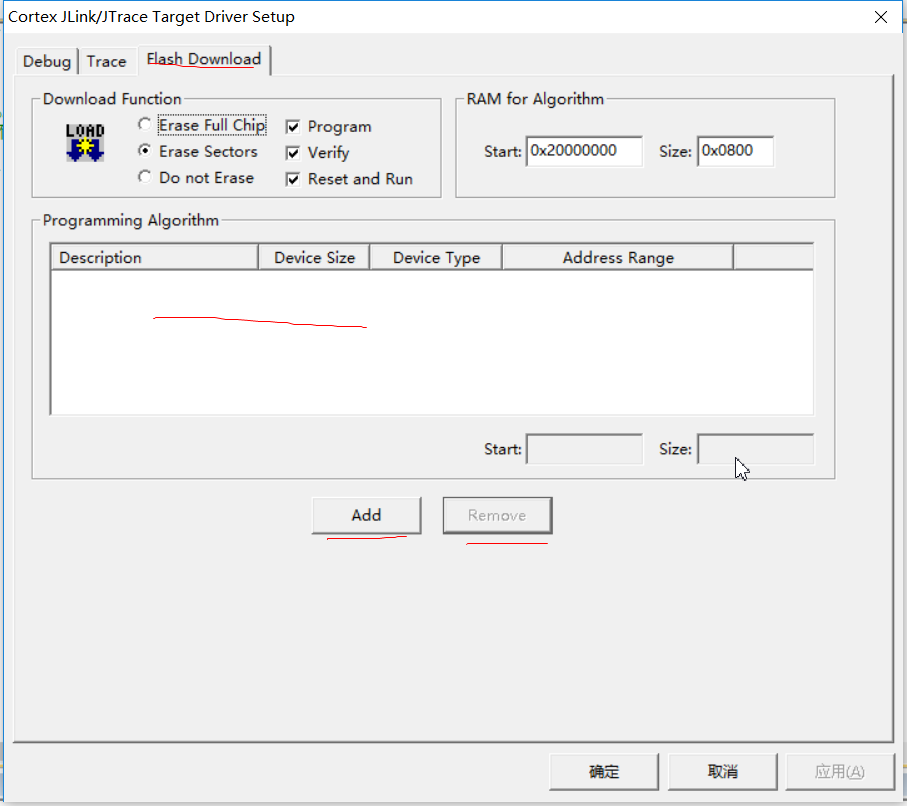 Cortex JLink/JTrace Target Driver Setup
Debug Trace Flash Download
Download Function
LOAD
Erase Full Chip
Erase Sectors
Do not Erase
Program
Verify
Reset and Run
RAM for Algorithm
Start: 0x20000000 Size: 0x0800
Programming Algorithm
Description Device Size Device Type Address Range
Start: Size:
Add Remove
确定 取消 应用(A)